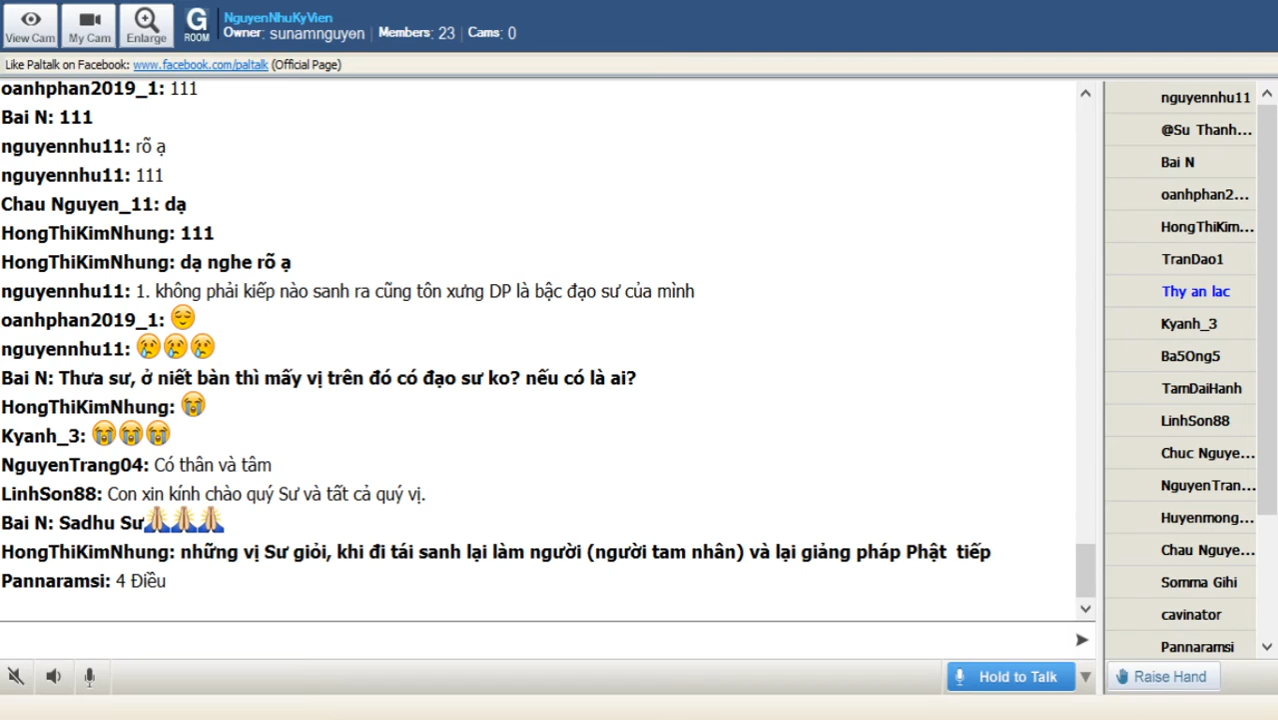 View Cam
My Cam
Enlarge
G
ROOM
NguyenNhuKyVien
Owner: sunamnguyen | Members: 23 | Cams: 0
Like Paltalk on Facebook: www.facebook.com/paltalk (Official Page)
oanhphan2019_1: 111
Bai N: 111
nguyennhu11: rõ ạ
nguyennhu11: 111
Chau Nguyen_11: dạ
HongThiKimNhung: 111
HongThiKimNhung: dạ nghe rõ ạ
nguyennhu11: 1. không phải kiếp nào sanh ra cũng tôn xưng DP là bậc đạo sư của mình
oanhphan2019_1:
nguyennhu11:
Bai N: Thưa sư, ở niết bàn thì mấy vị trên đó có đạo sư ko? nếu có là ai?
HongThiKimNhung:
Kyanh_3:
NguyenTrang04: Có thân và tâm
LinhSon88: Con xin kính chào quý Sư và tất cả quý vị.
Bai N: Sadhu Sư
HongThiKimNhung: những vị Sư giỏi, khi đi tái sanh lại làm người (người tam nhân) và lại giảng pháp Phật tiếp
Pannaramsi: 4 Điều
nguyennhu11
@Su Thanh...
Bai N
oanhphan2...
HongThiKim...
TranDao1
Thy an lac
Kyanh_3
Ba5Ong5
TamDaiHanh
LinhSon88
Chuc Nguye...
NguyenTran...
Huyenmong...
Chau Nguye...
Somma Gihi
cavinator
Pannaramsi
Hold to Talk
Raise Hand